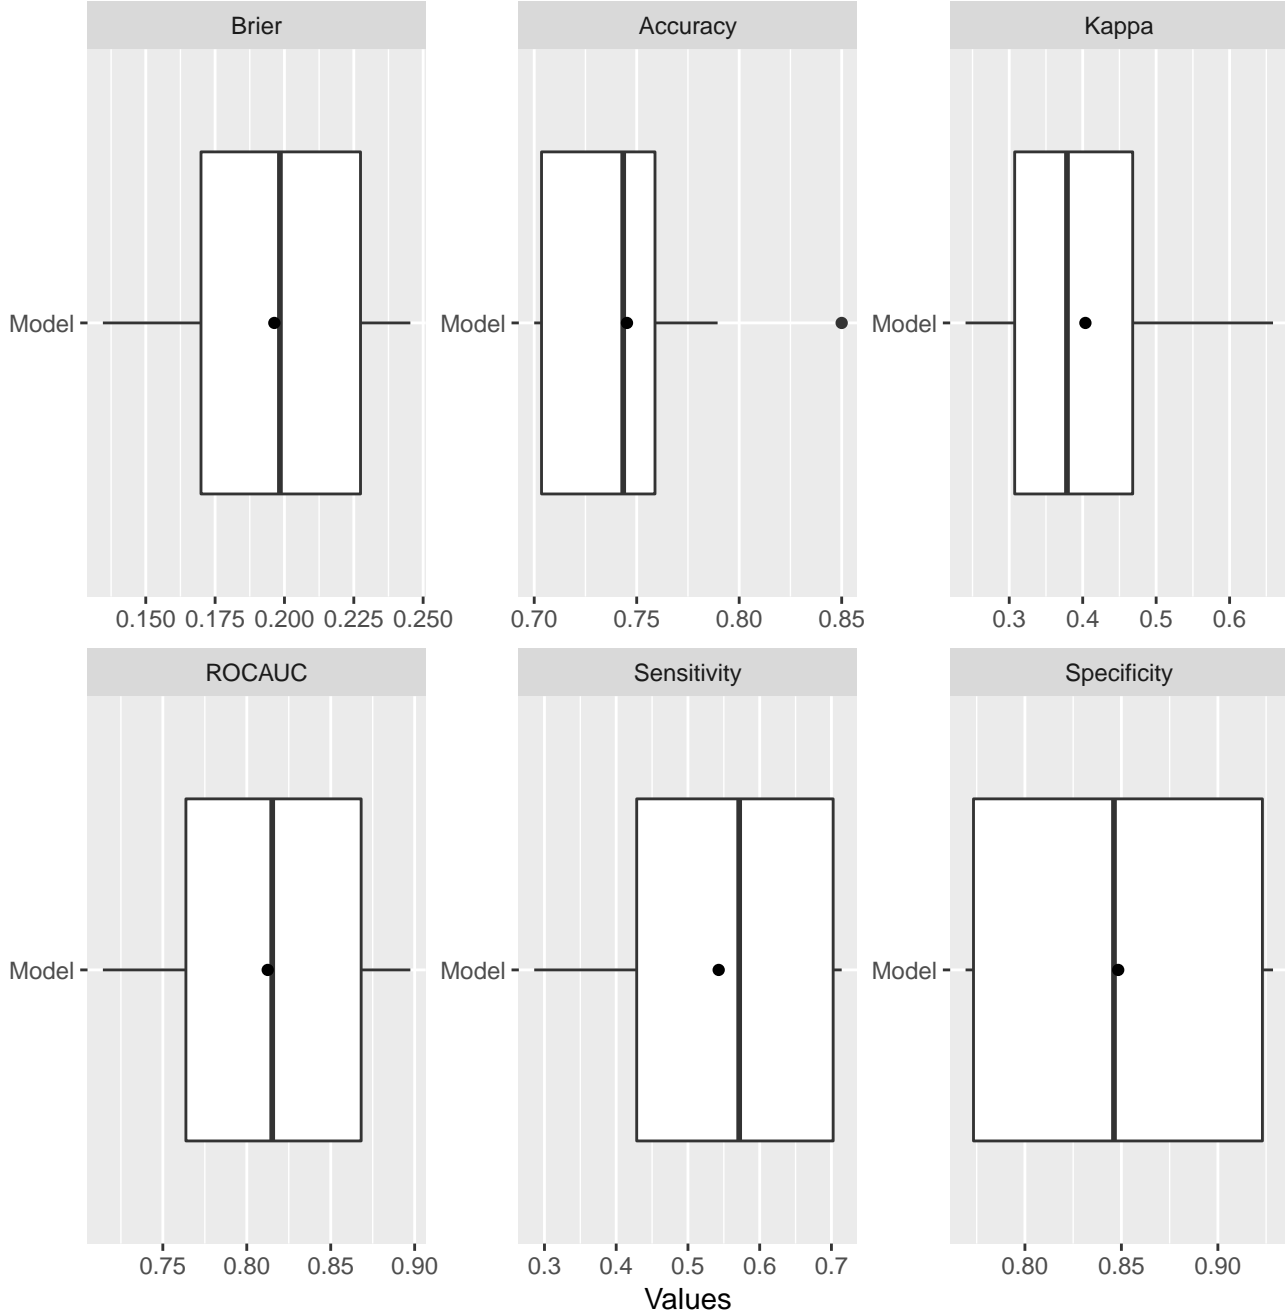 Brier Accuracy Kappa
Model Model Model
0.150 0.175 0.200 0.225 0.250 0.70 0.75 0.80 0.85 0.3 0.4 0.5 0.6
ROCAUC Sensitivity Specificity
Model Model Model
0.75 0.80 0.85 0.90 0.3 0.4 0.5 0.6 0.7 0.80 0.85 0.90
Values